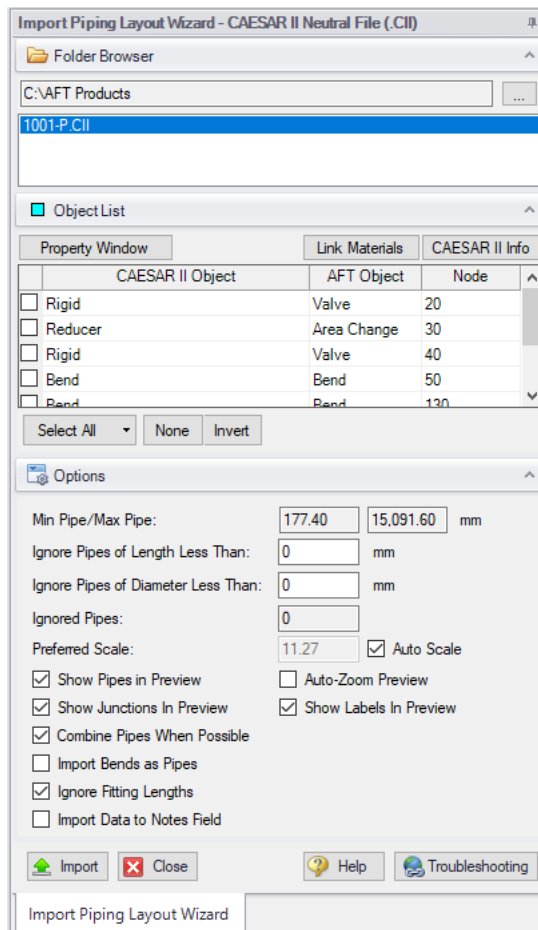 Import Piping Layout Wizard - CAESAR II Neutral File (.CII)
Folder Browser
C:\AFT Products
...
1001-P.CII
Object List
Property Window Link Materials CAESAR II Info
CAESAR II Object AFT Object Node
Rigid Valve 20
Reducer Area Change 30
Rigid Valve 40
Bend Bend 50
Bend Bend 130
Select All None Invert
Options
Min Pipe/Max Pipe: 177.40 15,091.60 mm
Ignore Pipes of Length Less Than: 0 mm
Ignore Pipes of Diameter Less Than: 0 mm
Ignored Pipes: 0
Preferred Scale: 11.27 Auto Scale
Show Pipes in Preview Auto-Zoom Preview
Show Junctions In Preview Show Labels In Preview
Combine Pipes When Possible
Import Bends as Pipes
Ignore Fitting Lengths
Import Data to Notes Field
Import Close Help Troubleshooting
Import Piping Layout Wizard